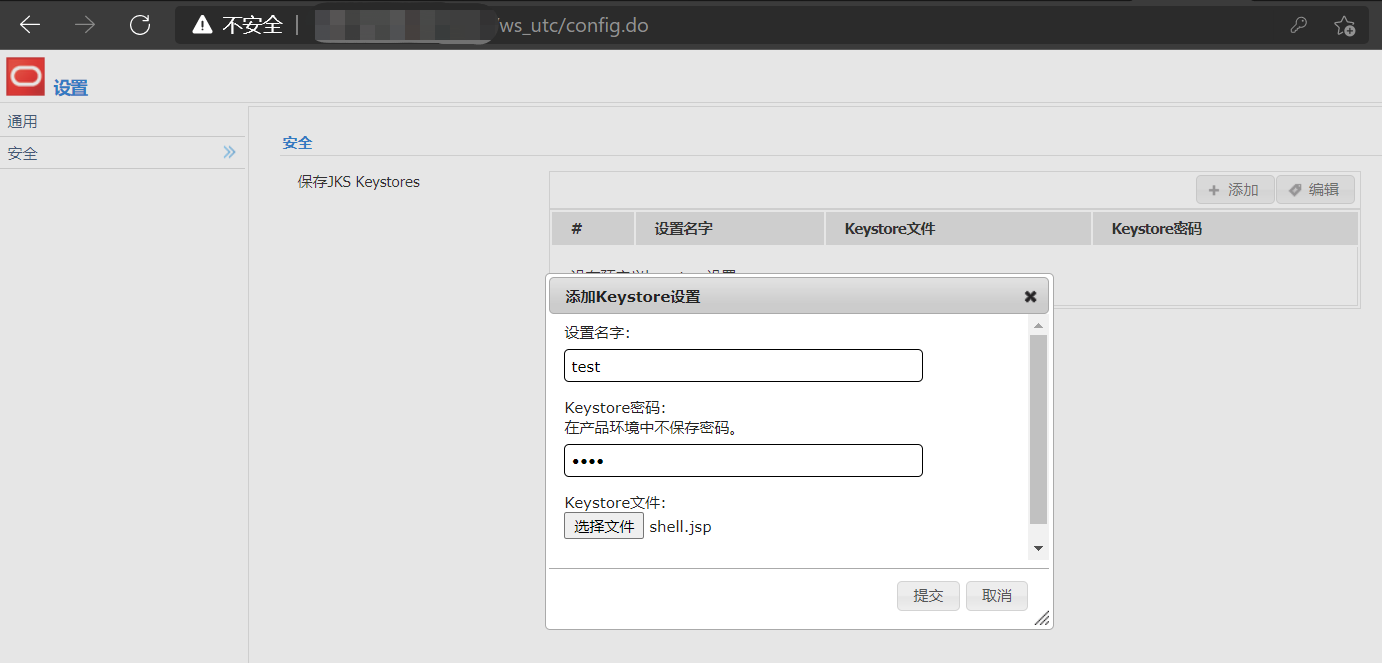 不安全
/ws_utc/config.do
设置
通用
安全
安全
保存JKS Keystores
添加
编辑
#
设置名字
Keystore文件
Keystore密码
添加Keystore设置
设置名字:
test
Keystore密码:
在产品环境中不保存密码。
Keystore文件:
选择文件 shell.jsp
提交
取消